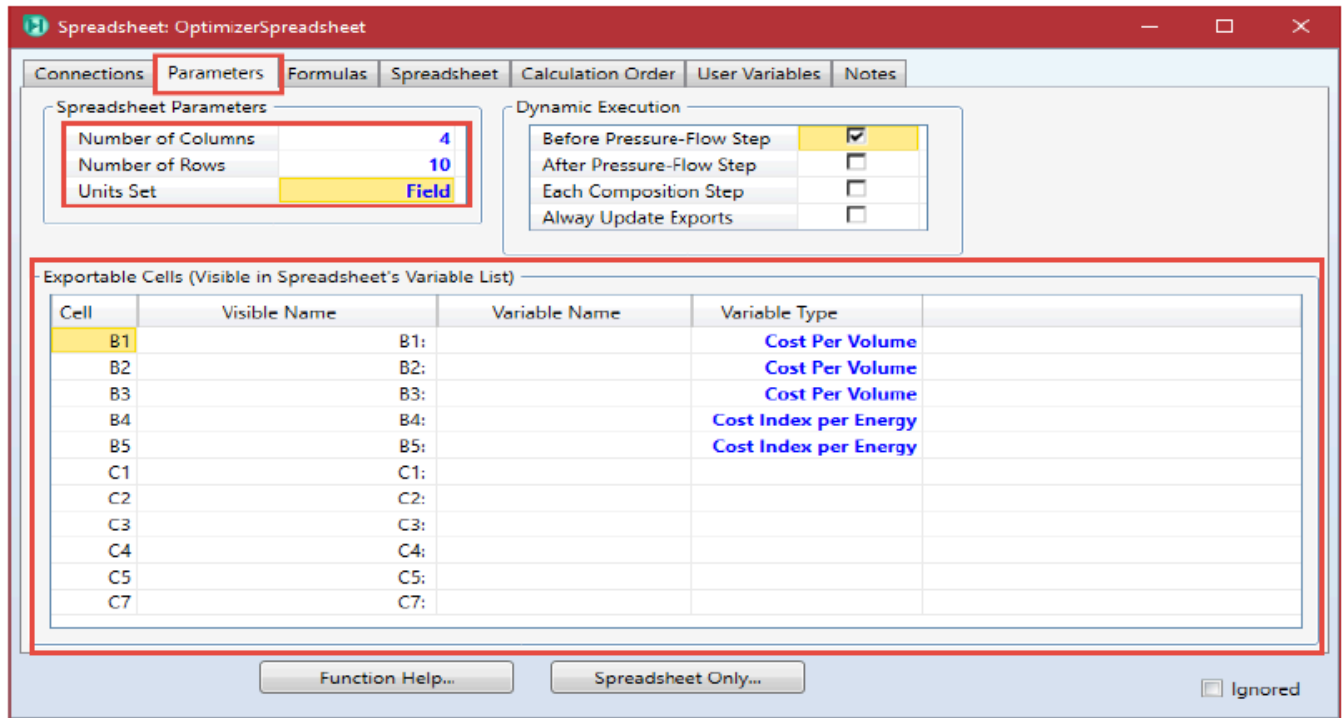 Spreadsheet: OptimizerSpreadsheet
Connections Parameters Formulas Spreadsheet Calculation Order User Variables Notes
Spreadsheet Parameters
Number of Columns 4
Number of Rows 10
Units Set Field
Dynamic Execution
Before Pressure-Flow Step
After Pressure-Flow Step
Each Composition Step
Alway Update Exports
Exportable Cells (Visible in Spreadsheet's Variable List)
Cell Visible Name Variable Name Variable Type
B1 B1: Cost Per Volume
B2 B2: Cost Per Volume
B3 B3: Cost Per Volume
B4 B4: Cost Index per Energy
B5 B5: Cost Index per Energy
C1 C1:
C2 C2:
C3 C3:
C4 C4:
C5 C5:
C7 C7:
Function Help... Spreadsheet Only... Ignored